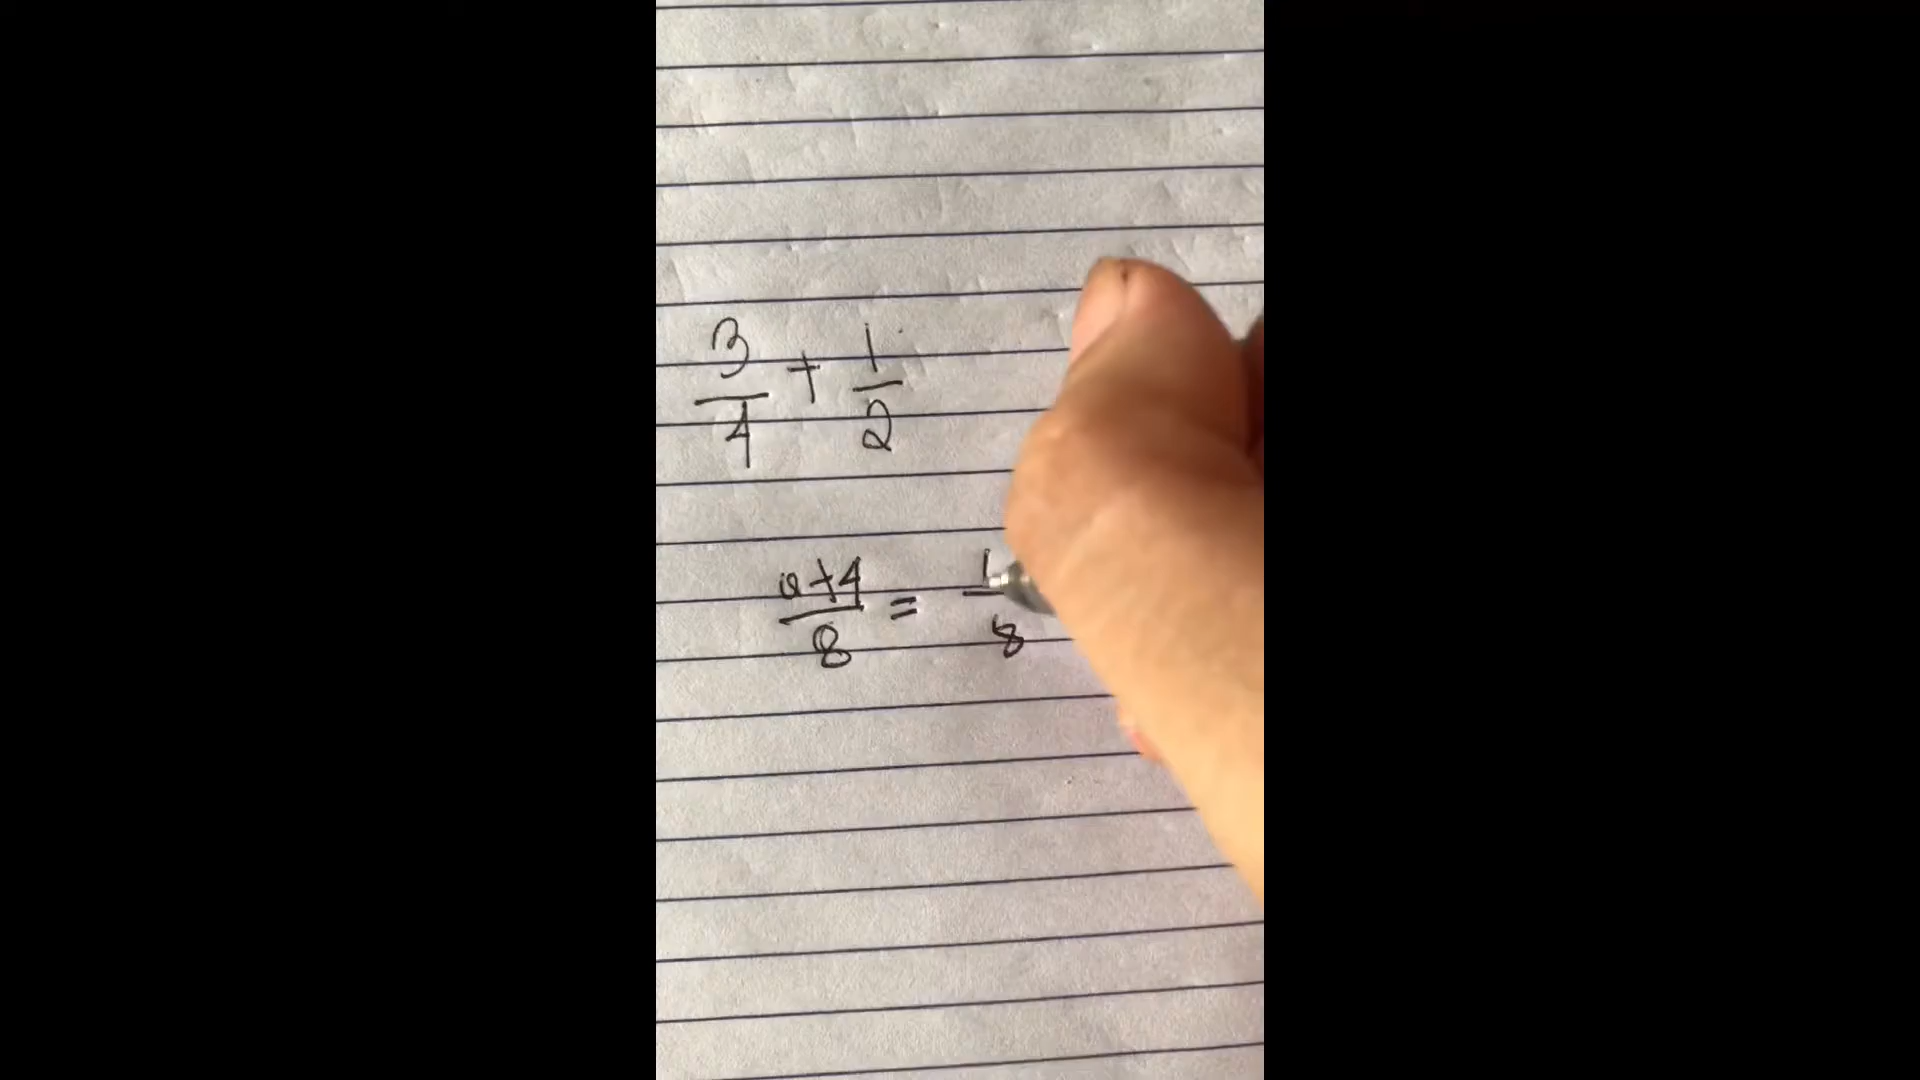 3/4 + 1/2
6+4/8 = 1/8